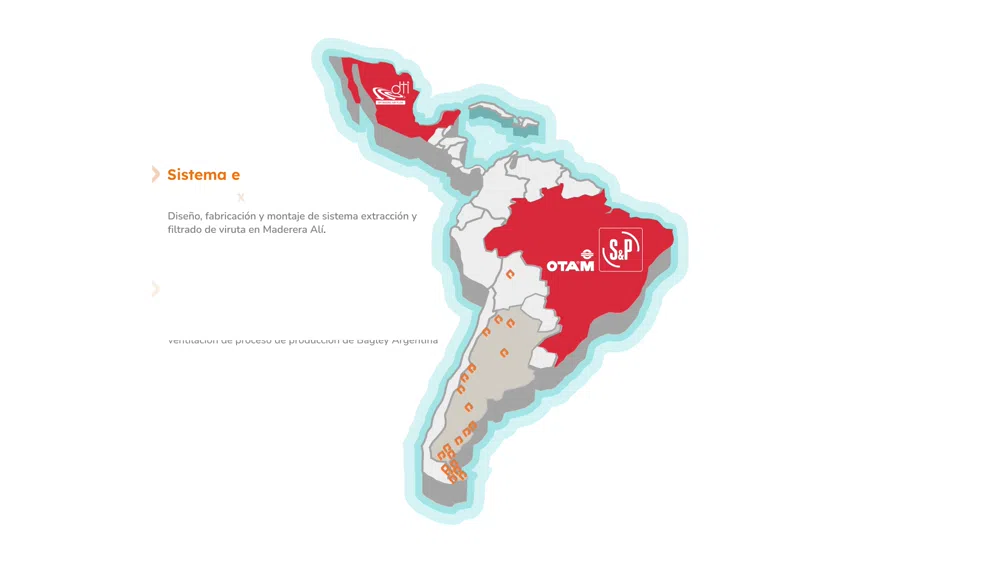 Sistema e
x
Diseño, fabricación y montaje de sistema extracción y
filtrado de viruta en Maderera Alí.
ventilación de proceso de producción de Bagley Argentina
dtl
OTAM
S&P